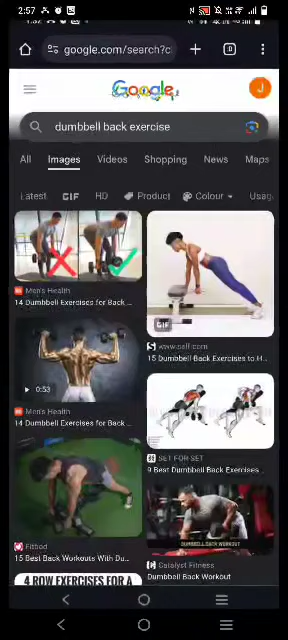 2:57
google.com/search?c
Google
J
dumbbell back exercise
All Images Videos Shopping News Maps
Latest GIF HD Product Colour Usag
Men's Health
14 Dumbbell Exercises for Back ...
GIF
www.self.com
15 Dumbbell Exercises to H...
0:53
Men's Health
14 Dumbbell Exercises for Back ...
SET FOR SET
9 Best Dumbbell Back Exercises ...
Fitbod
15 Best Back Workouts With Du...
DUMBBELL BACK WORKOUT
Catalyst Fitness
Dumbbell Back Workout
4 ROW EXERCISES FOR A